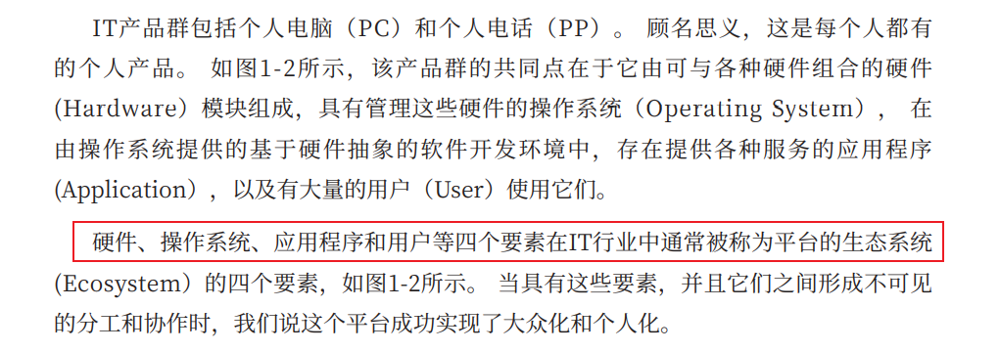 IT产品群包括个人电脑（PC）和个人电话（PP）。 顾名思义，这是每个人都有
的个人产品。 如图1-2所示，该产品群的共同点在于它由可与各种硬件组合的硬件
(Hardware）模块组成，具有管理这些硬件的操作系统（Operating System）， 在
由操作系统提供的基于硬件抽象的软件开发环境中，存在提供各种服务的应用程序
(Application），以及有大量的用户（User）使用它们。
硬件、操作系统、应用程序和用户等四个要素在IT行业中通常被称为平台的生态系统
(Ecosystem）的四个要素，如图1-2所示。 当具有这些要素，并且它们之间形成不可见
的分工和协作时，我们说这个平台成功实现了大众化和个人化。